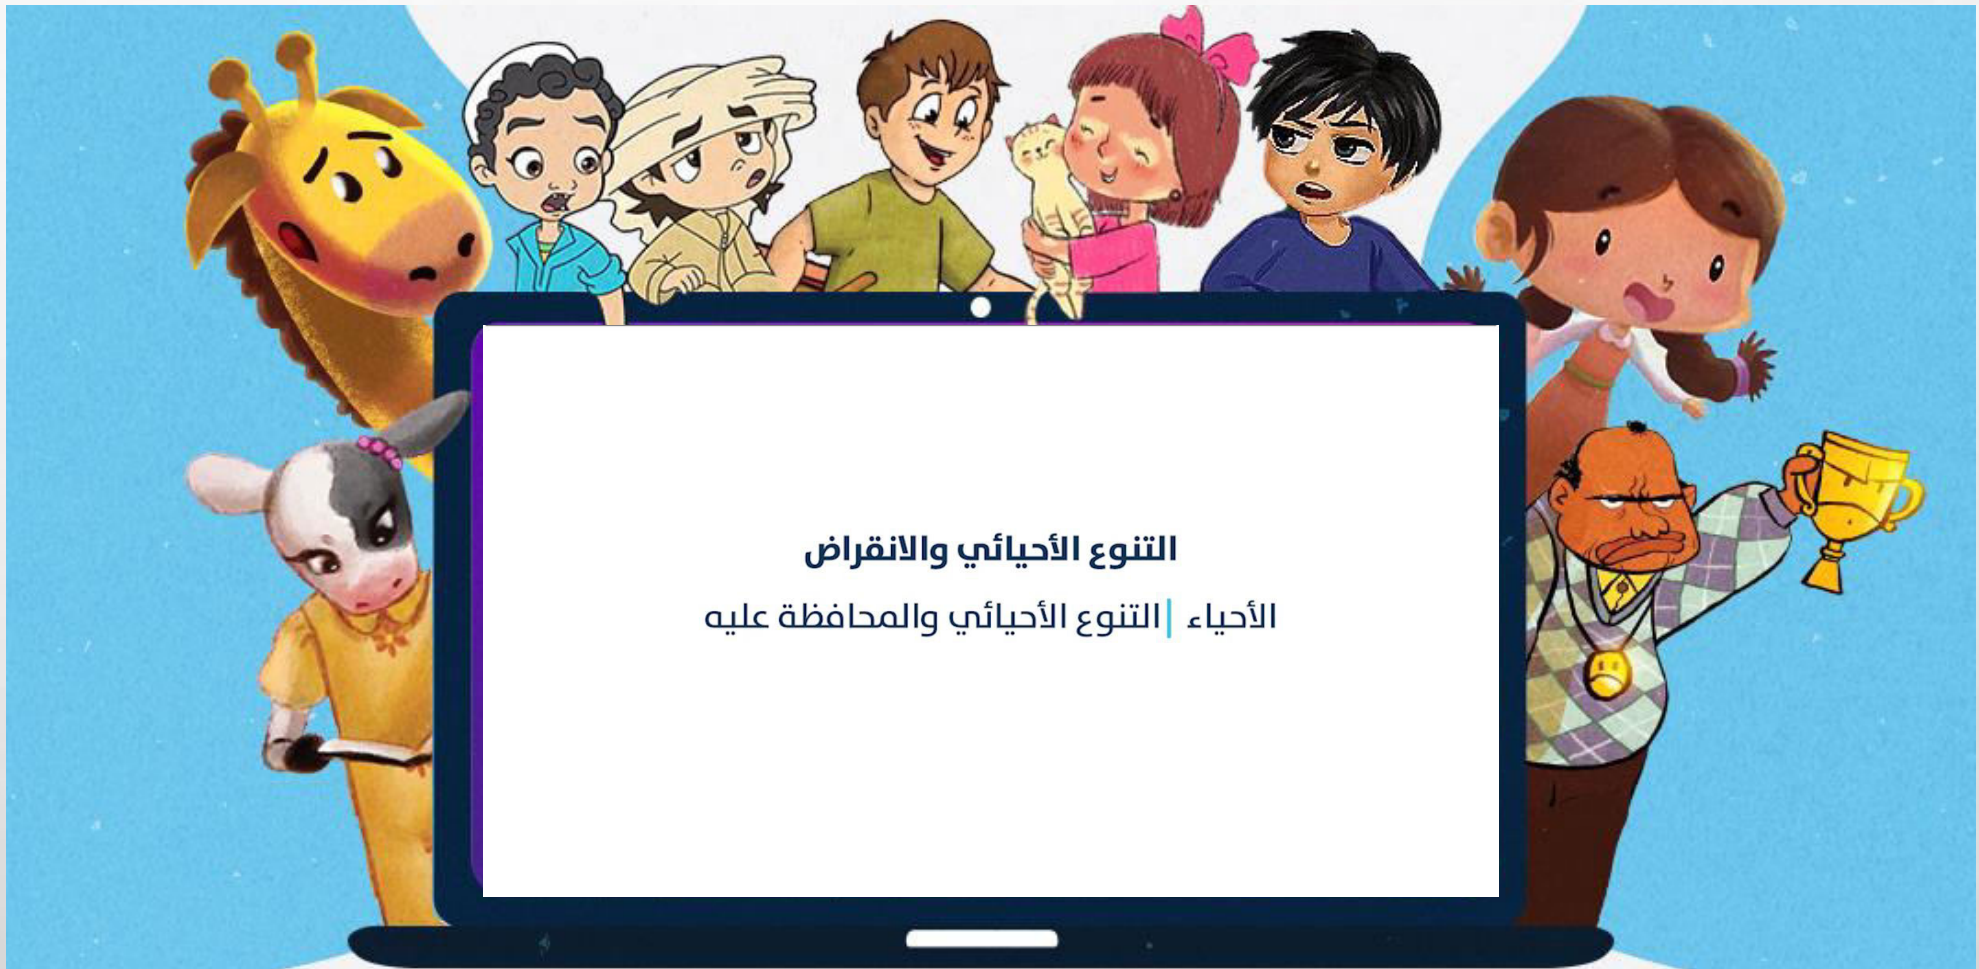 التنوع الأحيائي والانقراض
الأحياء | التنوع الأحيائي والمحافظة عليه